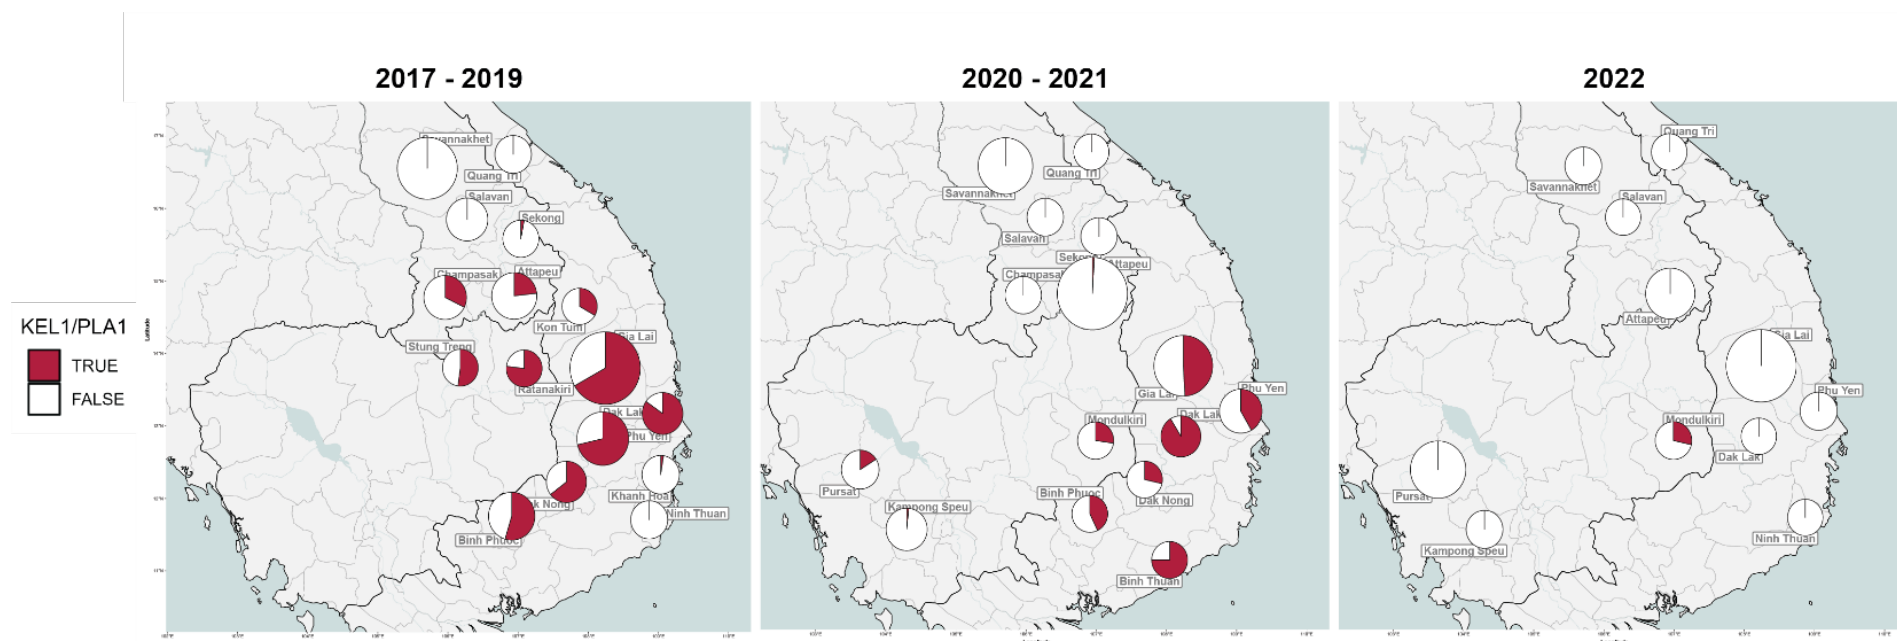 2017 - 2019
2020 - 2021
2022
KEL1/PLA1
TRUE
FALSE
Latitude
Savannakhet
Quang Tri
Salavan
Sekong
Champasak
Attapeu
Kon Tum
Gia Lai
Stung Treng
Ratanakiri
Dak Lak
Phu Yen
Dak Nong
Khanh Hoa
Ninh Thuan
Binh Phuoc
Quang Tri
Savannakhet
Salavan
Sekong
Attapeu
Champasak
Gia Lai
Phu Yen
Mondulkiri
Dak Lak
Pursat
Binh Phuoc
Dak Nong
Kampong Speu
Binh Thuan
Quang Tri
Savannakhet
Salavan
Attapeu
Gia Lai
Phu Yen
Mondulkiri
Dak Lak
Pursat
Ninh Thuan
Kampong Speu